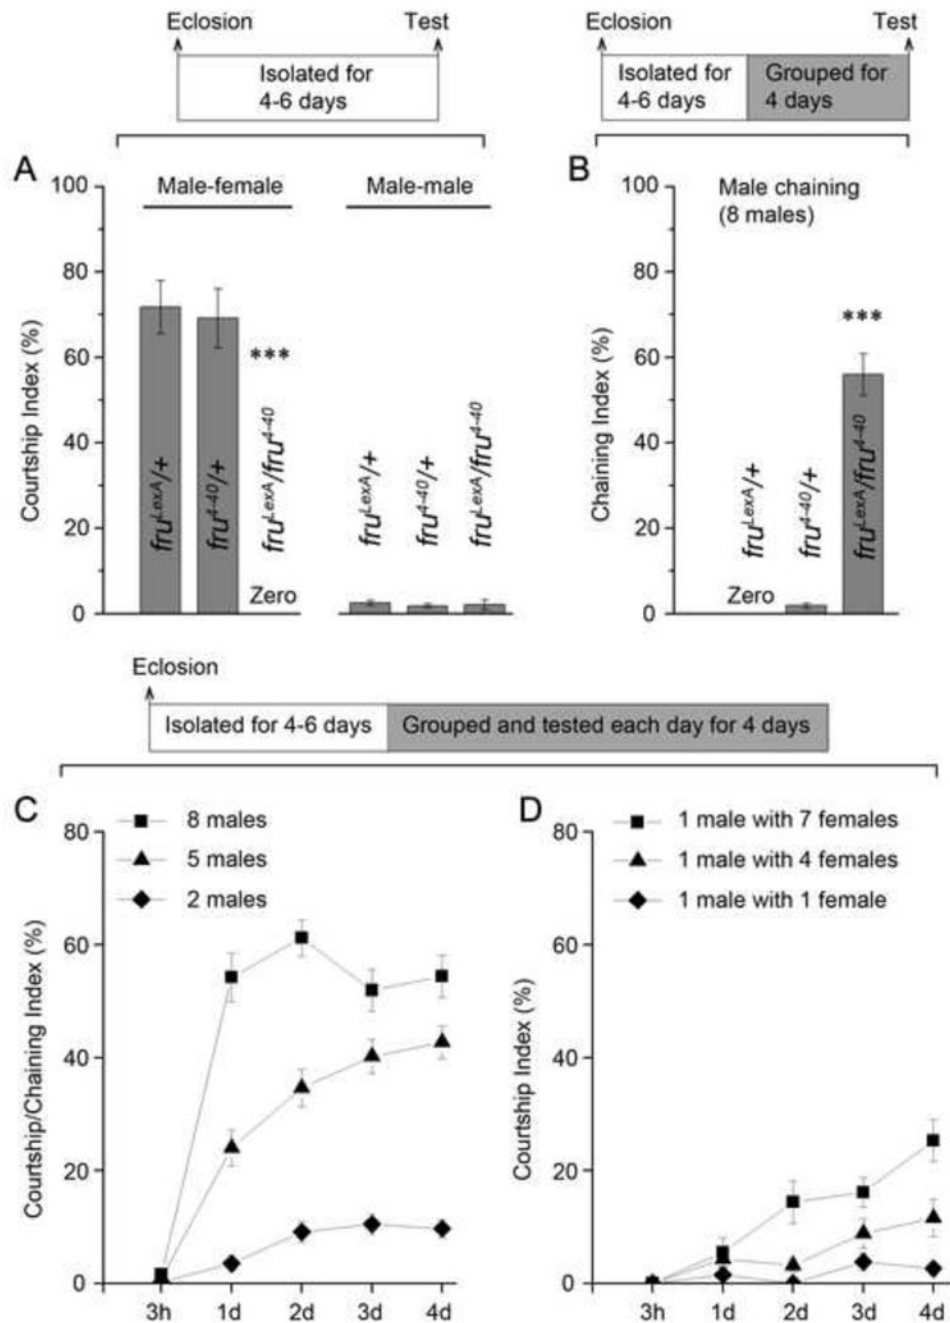 Eclosion
Test
Isolated for
4-6 days
Eclosion
Test
Isolated for
4-6 days
Grouped for
4 days
A
Male-female
Male-male
Courtship Index (%)
100
80
60
40
20
0
***
fru^LexA/+
fru^4-40/+
fru^LexA/fru^4-40
Zero
fru^LexA/+
fru^4-40/+
fru^LexA/fru^4-40
B
Male chaining
(8 males)
Chaining Index (%)
100
80
60
40
20
0
***
fru^LexA/+
fru^4-40/+
fru^LexA/fru^4-40
Zero
Eclosion
Isolated for 4-6 days
Grouped and tested each day for 4 days
C
8 males
5 males
2 males
Courtship/Chaining Index (%)
80
60
40
20
0
3h 1d 2d 3d 4d
D
1 male with 7 females
1 male with 4 females
1 male with 1 female
Courtship Index (%)
80
60
40
20
0
3h 1d 2d 3d 4d